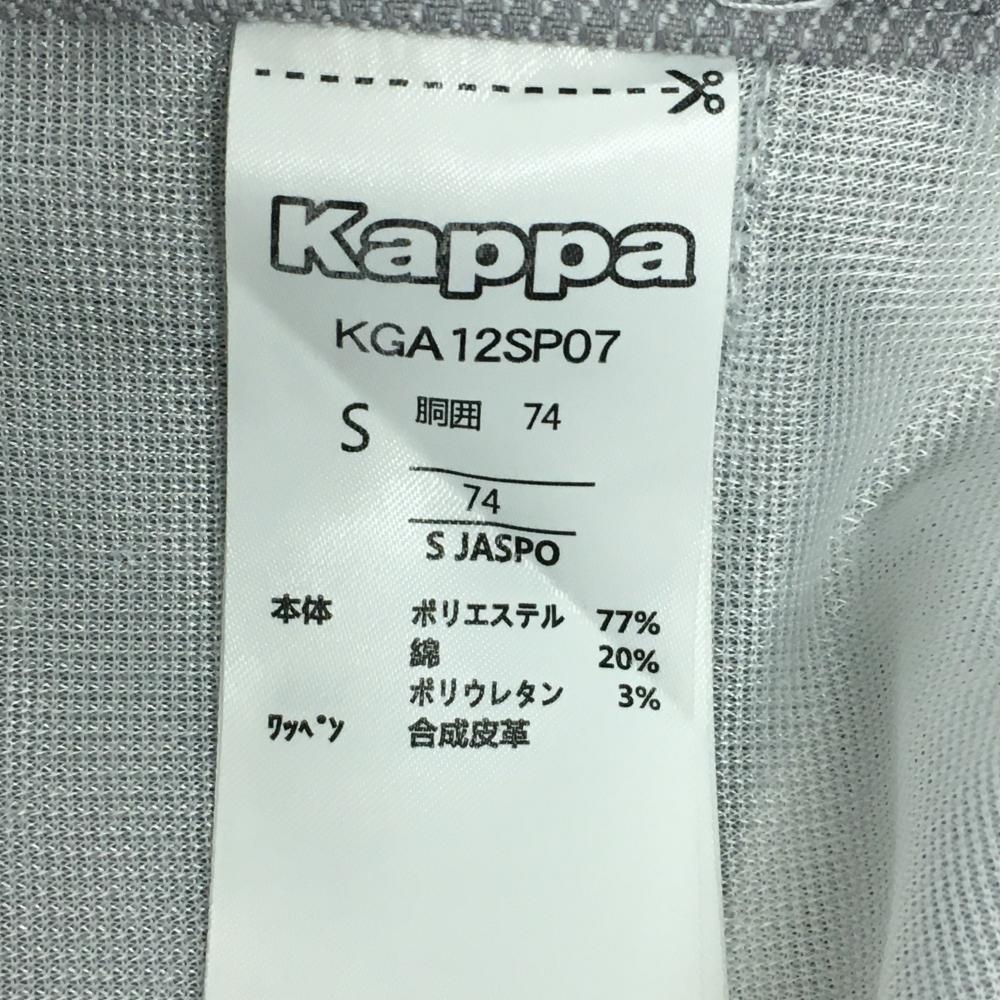 Kappa
KGA12SP07
S 胴囲 74
74
S JASPO
本体 ポリエステル 77%
綿 20%
ポリウレタン 3%
ﾜｯﾍﾟﾝ 合成皮革